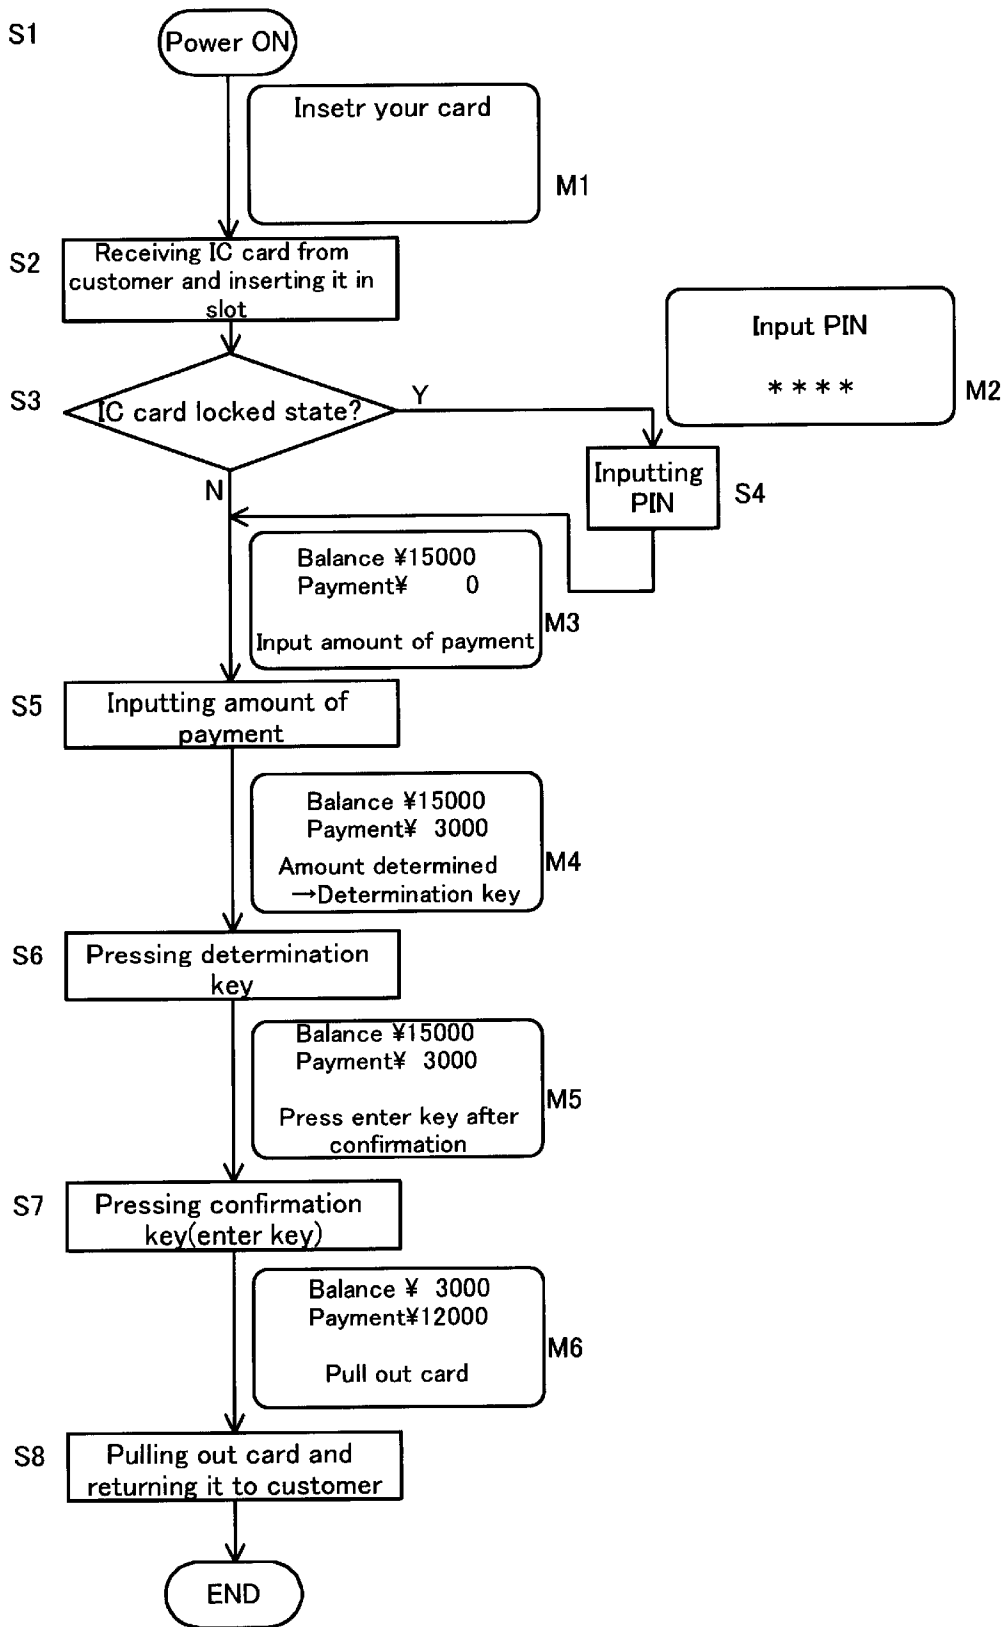 S1
Power ON
Insetr your card
M1
S2
Receiving IC card from
customer and inserting it in
slot
Input PIN
****
M2
S3
IC card locked state?
Y
N
Inputting
PIN
S4
Balance ¥15000
Payment¥ 0
Input amount of payment
M3
S5
Inputting amount of
payment
Balance ¥15000
Payment¥ 3000
Amount determined
→Determination key
M4
S6
Pressing determination
key
Balance ¥15000
Payment¥ 3000
Press enter key after
confirmation
M5
S7
Pressing confirmation
key(enter key)
Balance ¥ 3000
Payment¥12000
Pull out card
M6
S8
Pulling out card and
returning it to customer
END